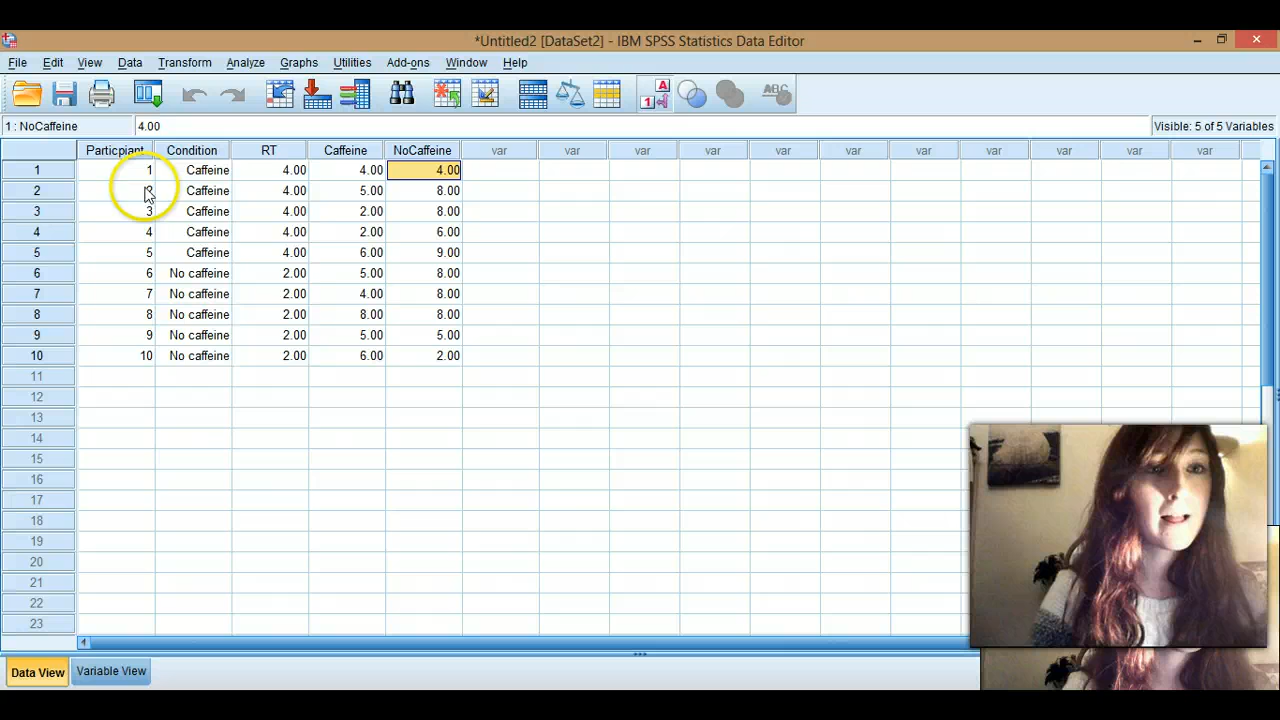 *Untitled2 [DataSet2] - IBM SPSS Statistics Data Editor
File Edit View Data Transform Analyze Graphs Utilities Add-ons Window Help
A
1
ABC
1 : NoCaffeine 4.00 Visible: 5 of 5 Variables
Particpiant Condition RT Caffeine NoCaffeine var var var var var var var var var var var
1 1 Caffeine 4.00 4.00 4.00
2 2 Caffeine 4.00 5.00 8.00
3 3 Caffeine 4.00 2.00 8.00
4 4 Caffeine 4.00 2.00 6.00
5 5 Caffeine 4.00 6.00 9.00
6 6 No caffeine 2.00 5.00 8.00
7 7 No caffeine 2.00 4.00 8.00
8 8 No caffeine 2.00 8.00 8.00
9 9 No caffeine 2.00 5.00 5.00
10 10 No caffeine 2.00 6.00 2.00
11
12
13
14
15
16
17
18
19
20
21
22
23
Data View Variable View